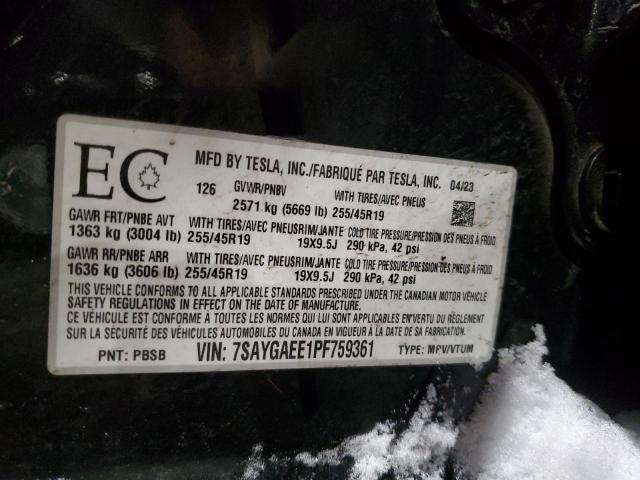 EC
MFD BY TESLA, INC./FABRIQUÉ PAR TESLA, INC. 04/23
126 GVWR/PNBV WITH TIRES/AVEC PNEUS
2571 kg (5669 lb) 255/45R19
GAWR FRT/PNBE AVT WITH TIRES/AVEC PNEUS RIM/JANTE COLD TIRE PRESSURE/PRESSION DES PNEUS À FROID
1363 kg (3004 lb) 255/45R19 19X9.5J 290 kPa, 42 psi
GAWR RR/PNBE ARR WITH TIRES/AVEC PNEUS RIM/JANTE COLD TIRE PRESSURE/PRESSION DES PNEUS À FROID
1636 kg (3606 lb) 255/45R19 19X9.5J 290 kPa, 42 psi
THIS VEHICLE CONFORMS TO ALL APPLICABLE STANDARDS PRESCRIBED UNDER THE CANADIAN MOTOR VEHICLE
SAFETY REGULATIONS IN EFFECT ON THE DATE OF MANUFACTURE.
CE VÉHICULE EST CONFORME À TOUTES LES NORMES QUI LUI SONT APPLICABLES EN VERTU DU RÈGLEMENT
SUR LA SÉCURITÉ DES VÉHICULES AUTOMOBILES DU CANADA EN VIGUEUR À LA DATE DE SA FABRICATION.
PNT: PBSB VIN: 7SAYGAEE1PF759361 TYPE: MPV/VTUM